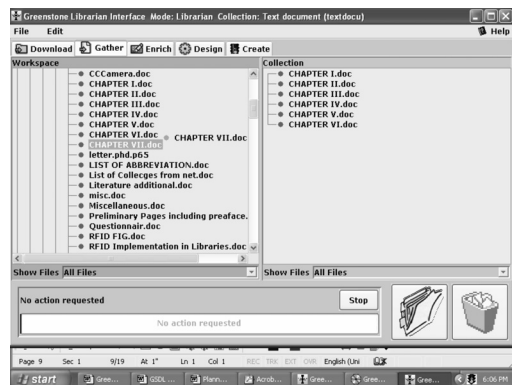 Greenstone Librarian Interface Mode: Librarian Collection: Text document (textdocu)
File Edit Help
Download Gather Enrich Design Create
Workspace
CCCamera.doc
CHAPTER I.doc
CHAPTER II.doc
CHAPTER III.doc
CHAPTER IV.doc
CHAPTER V.doc
CHAPTER VI.doc
CHAPTER VII.doc
CHAPTER VII.doc
letter.phd.p65
LIST OF ABBREVIATION.doc
List of Collecges from net.doc
Literature additional.doc
misc.doc
Miscellaneous.doc
Preliminary Pages including preaface.
Questionnair.doc
RFID FIG.doc
RFID Implementation in Libraries.doc
Show Files All Files
Collection
CHAPTER I.doc
CHAPTER II.doc
CHAPTER III.doc
CHAPTER IV.doc
CHAPTER V.doc
CHAPTER VI.doc
Show Files All Files
No action requested Stop
No action requested
Page 9 Sec 1 9/19 At 1" Ln 1 Col 1 REC TRK EXT OVR English (Uni
start Gree... GSDL ... Plann... Acrob... Gree... Gree... Gree... 6:06 PM